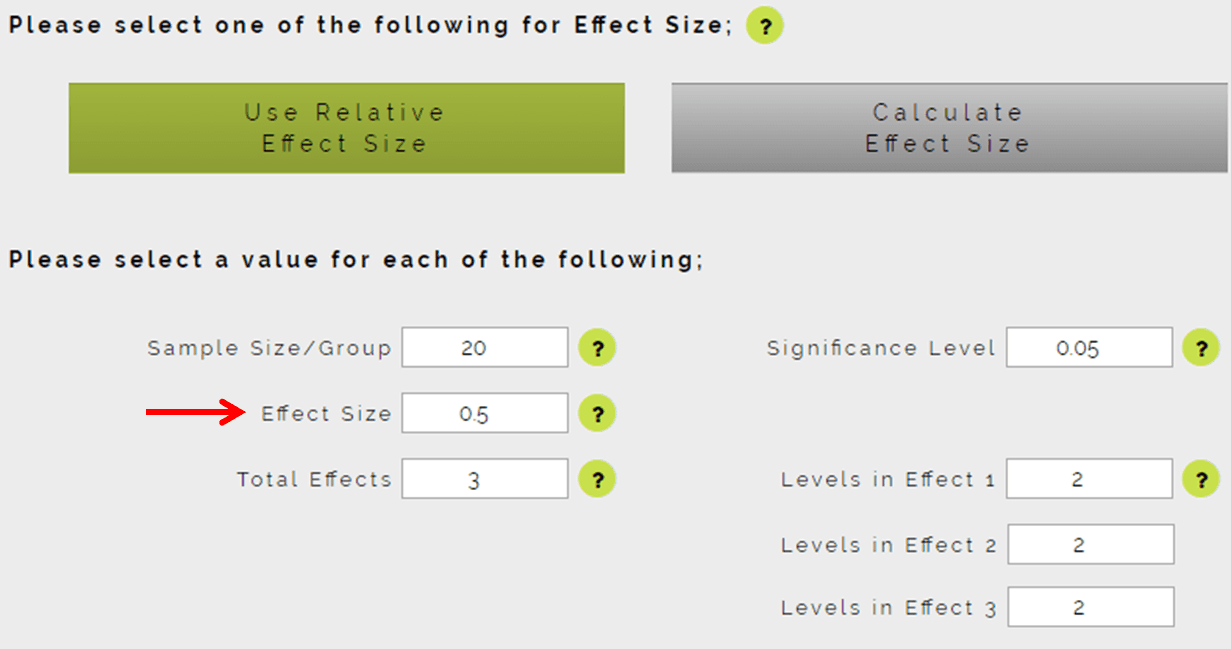 Please select one of the following for Effect Size; ?
Use Relative
Effect Size
Calculate
Effect Size
Please select a value for each of the following;
Sample Size/Group 20 ? Significance Level 0.05 ?
Effect Size 0.5 ?
Total Effects 3 ? Levels in Effect 1 2 ?
Levels in Effect 2 2
Levels in Effect 3 2